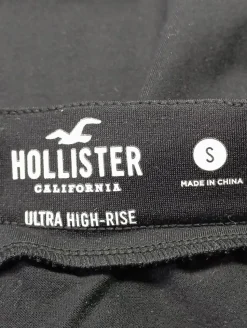 HOLLISTER
CALIFORNIA
ULTRA HIGH-RISE
S
MADE IN CHINA